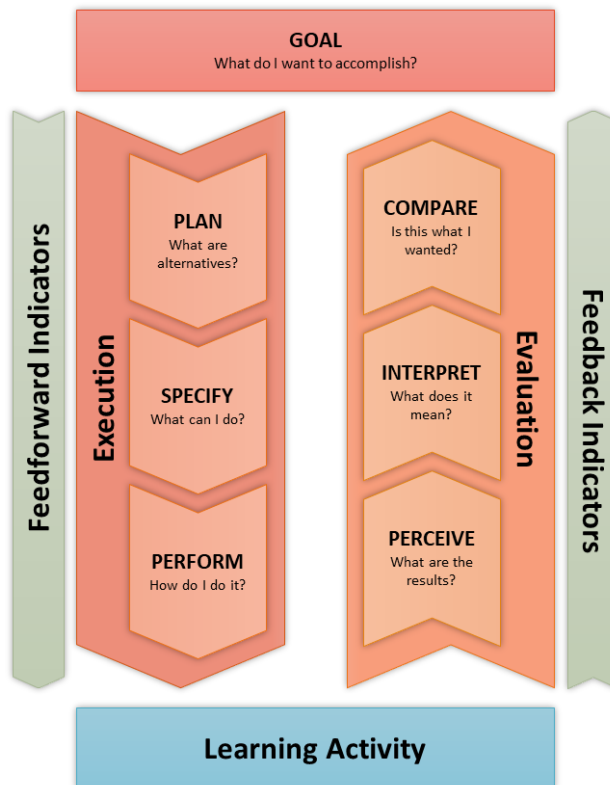 GOAL
What do I want to accomplish?
Feedforward Indicators
Execution
PLAN
What are
alternatives?
SPECIFY
What can I do?
PERFORM
How do I do it?
COMPARE
Is this what I
wanted?
INTERPRET
What does it
mean?
PERCEIVE
What are the
results?
Evaluation
Feedback Indicators
Learning Activity